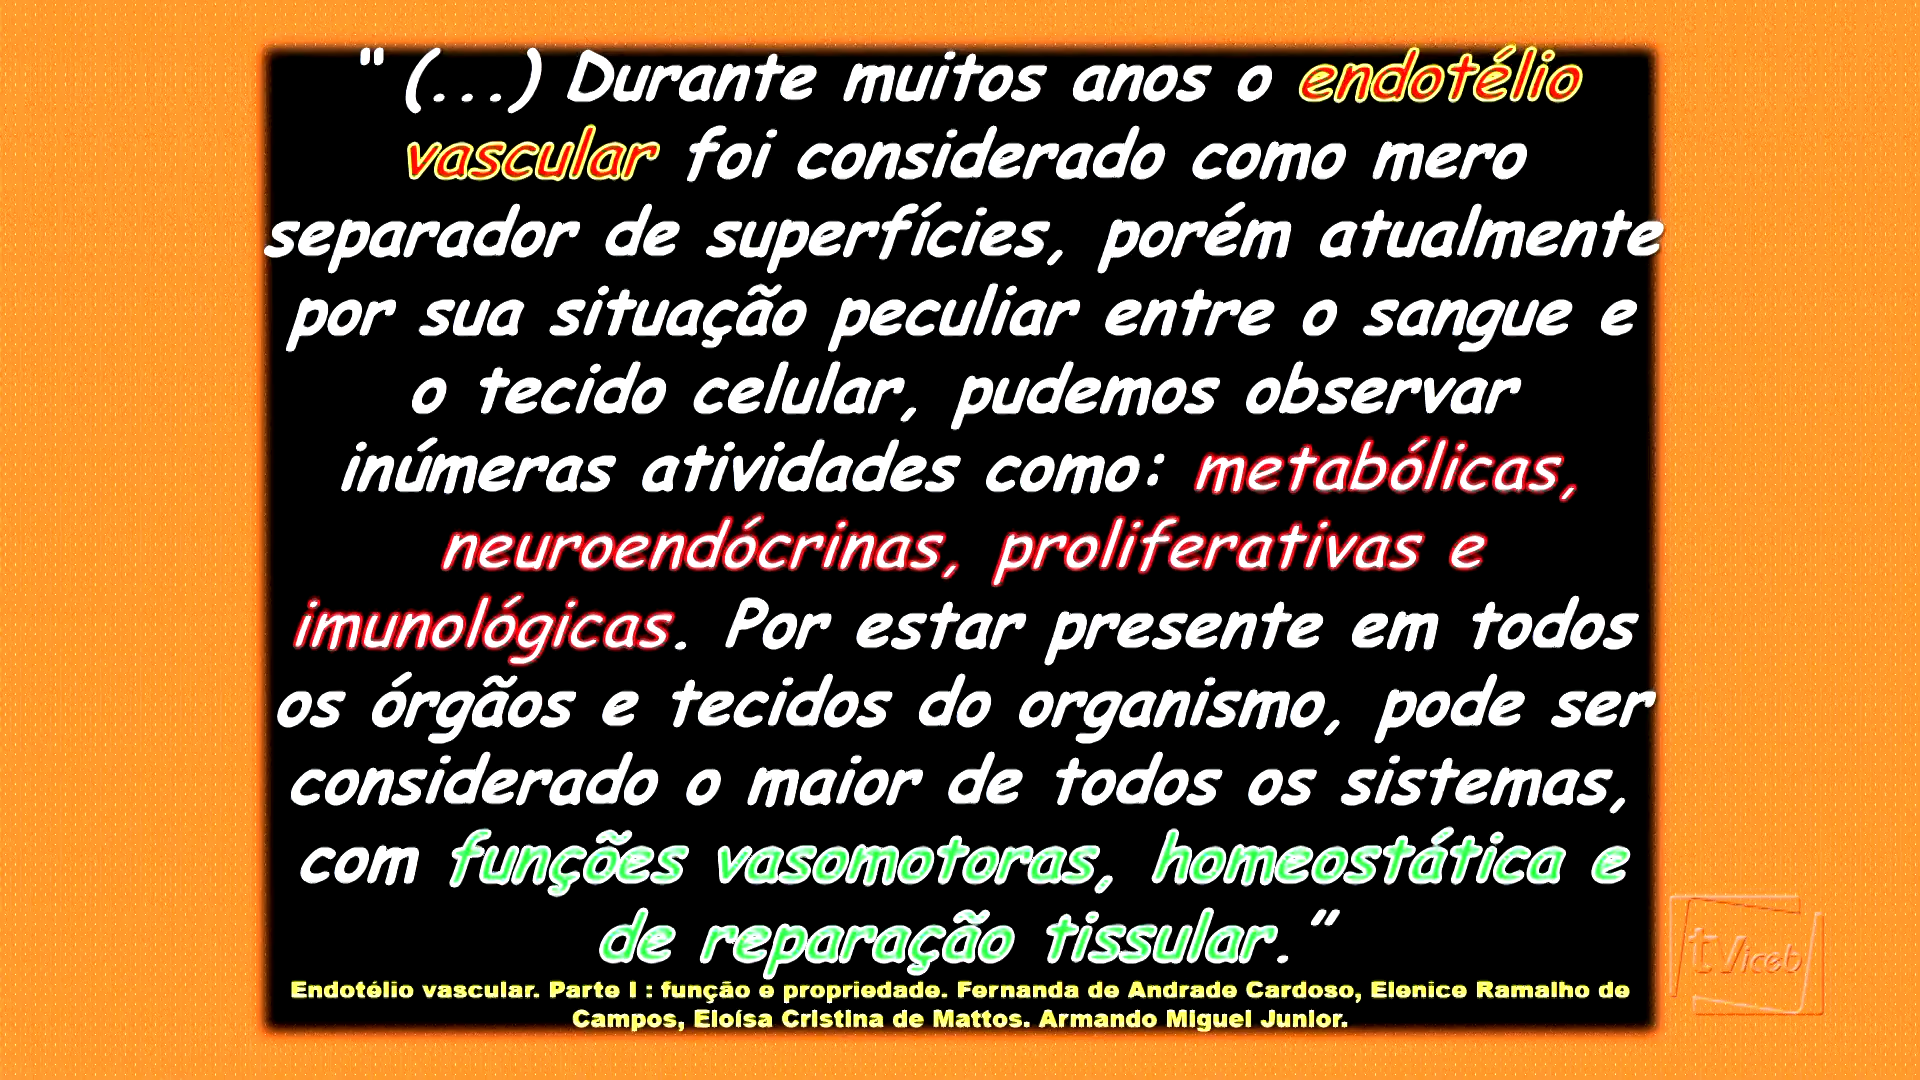 “ (...) Durante muitos anos o endotélio
vascular foi considerado como mero
separador de superfícies, porém atualmente
por sua situação peculiar entre o sangue e
o tecido celular, pudemos observar
inúmeras atividades como: metabólicas,
neuroendócrinas, proliferativas e
imunológicas. Por estar presente em todos
os órgãos e tecidos do organismo, pode ser
considerado o maior de todos os sistemas,
com funções vasomotoras, homeostática e
de reparação tissular.”
Endotélio vascular. Parte I : função e propriedade. Fernanda de Andrade Cardoso, Elenice Ramalho de
Campos, Eloísa Cristina de Mattos. Armando Miguel Junior.
tViceb